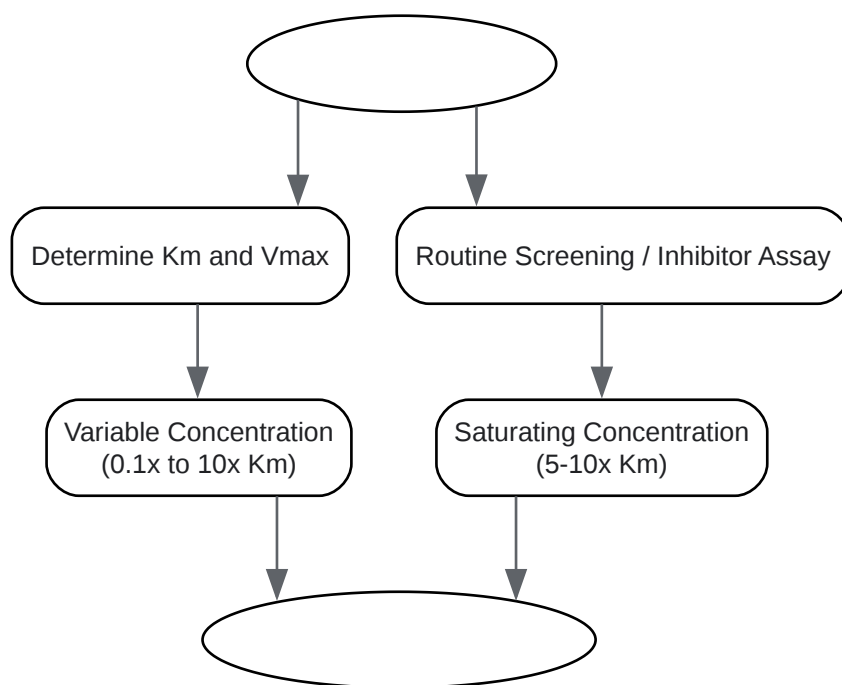 Determine Km and Vmax
Routine Screening / Inhibitor Assay
Variable Concentration
(0.1x to 10x Km)
Saturating Concentration
(5-10x Km)